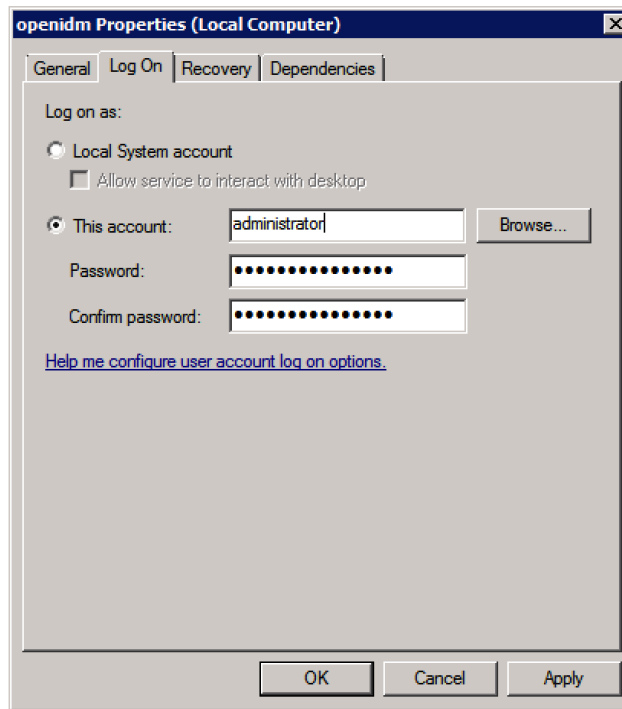 openidm Properties (Local Computer)
General Log On Recovery Dependencies
Log on as:
Local System account
Allow service to interact with desktop
This account: administrator Browse...
Password: ●●●●●●●●●●●●●●●
Confirm password: ●●●●●●●●●●●●●●●
Help me configure user account log on options.
OK Cancel Apply